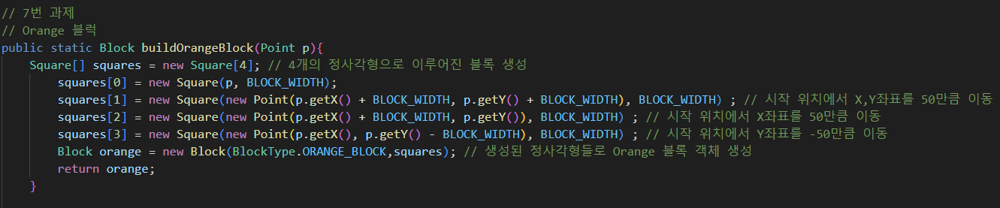 // 7번 과제
// Orange 블럭
public static Block buildOrangeBlock(Point p){
Square[] squares = new Square[4]; // 4개의 정사각형으로 이루어진 블록 생성
squares[0] = new Square(p, BLOCK_WIDTH);
squares[1] = new Square(new Point(p.getX() + BLOCK_WIDTH, p.getY() + BLOCK_WIDTH), BLOCK_WIDTH) ; // 시작 위치에서 X,Y좌표를 50만큼 이동
squares[2] = new Square(new Point(p.getX() + BLOCK_WIDTH, p.getY()), BLOCK_WIDTH) ; // 시작 위치에서 X좌표를 50만큼 이동
squares[3] = new Square(new Point(p.getX(), p.getY() - BLOCK_WIDTH), BLOCK_WIDTH) ; // 시작 위치에서 Y좌표를 -50만큼 이동
Block orange = new Block(BlockType.ORANGE_BLOCK,squares); // 생성된 정사각형들로 Orange 블록 객체 생성
return orange;
}